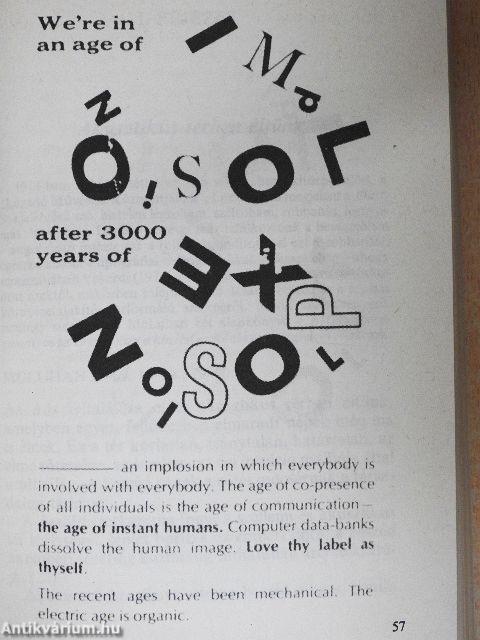 We're in
an age of
IMPLOSION
after 3000
years of
EXPLOSION
an implosion in which everybody is
involved with everybody. The age of co-presence
of all individuals is the age of communication—
the age of instant humans. Computer data-banks
dissolve the human image. Love thy label as
thyself.
The recent ages have been mechanical. The
electric age is organic.
57
Antikvárium.hu